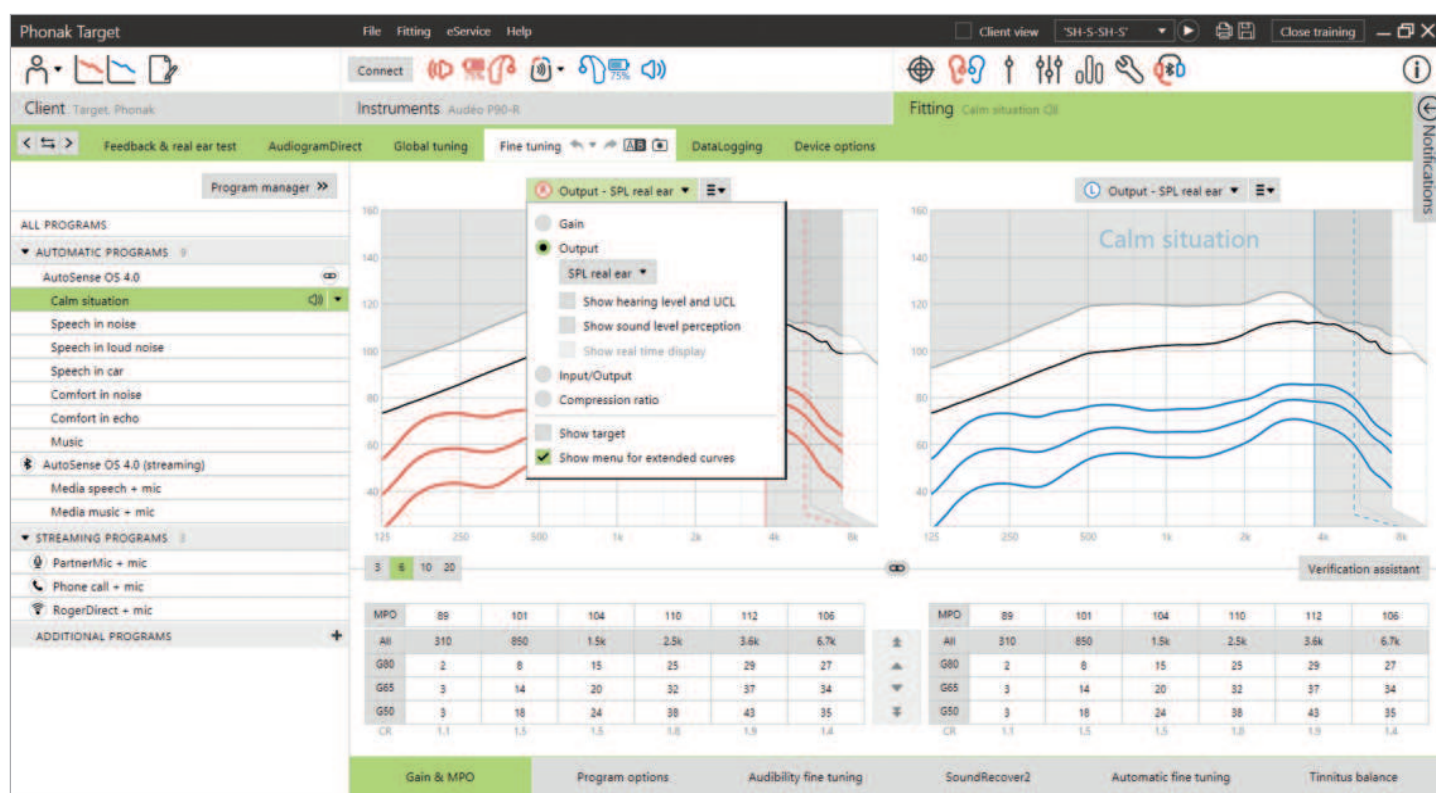 Phonak Target File Fitting eService Help Client view 'SH-S-SH-S' Close training
Connect 75%
Client Target, Phonak Instruments Audéo P90-R Fitting Calm situation
Notifications
Feedback & real ear test AudiogramDirect Global tuning Fine tuning AB DataLogging Device options
Program manager »
ALL PROGRAMS
AUTOMATIC PROGRAMS
AutoSense OS 4.0
Calm situation
Speech in noise
Speech in loud noise
Speech in car
Comfort in noise
Comfort in echo
Music
AutoSense OS 4.0 (streaming)
Media speech + mic
Media music + mic
STREAMING PROGRAMS
PartnerMic + mic
Phone call + mic
RogerDirect + mic
ADDITIONAL PROGRAMS +
R Output - SPL real ear
Gain
Output
SPL real ear
Show hearing level and UCL
Show sound level perception
Show real time display
Input/Output
Compression ratio
Show target
Show menu for extended curves
160
140
120
100
80
60
40
125 250 500 1k 2k 4k 8k
L Output - SPL real ear
Calm situation
160
140
120
100
80
60
40
125 250 500 1k 2k 4k 8k
3 6 10 20 Verification assistant
MPO 89 101 104 110 112 106
All 310 850 1.5k 2.5k 3.6k 6.7k
G80 2 8 15 25 29 27
G65 3 14 20 32 37 34
G50 3 18 24 38 43 35
CR 1.1 1.5 1.5 1.8 1.9 1.4
MPO 89 101 104 110 112 106
All 310 850 1.5k 2.5k 3.6k 6.7k
G80 2 8 15 25 29 27
G65 3 14 20 32 37 34
G50 3 18 24 38 43 35
CR 1.1 1.5 1.5 1.8 1.9 1.4
Gain & MPO Program options Audibility fine tuning SoundRecover2 Automatic fine tuning Tinnitus balance